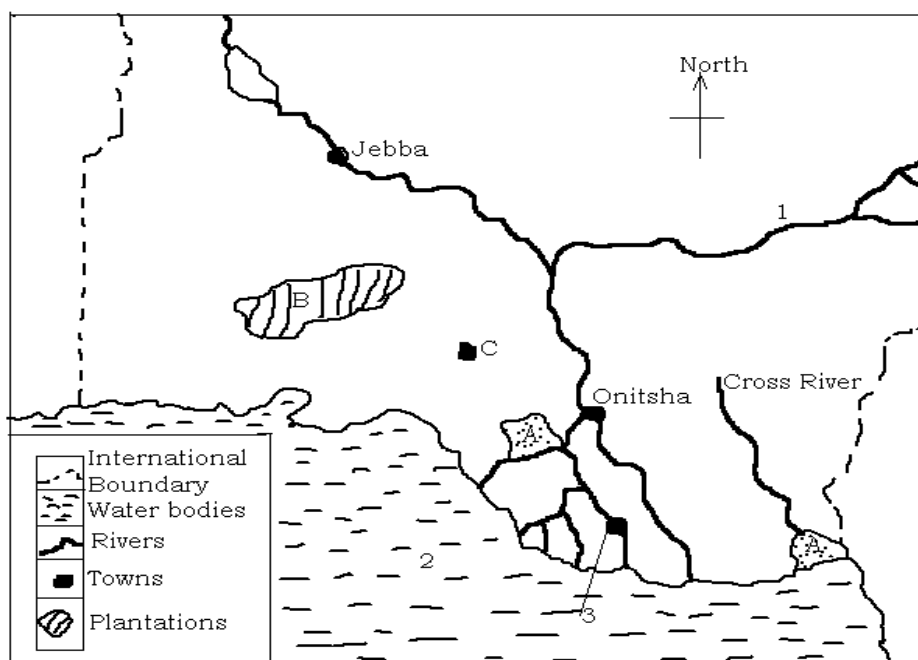 North
Jebba
1
B
C
Onitsha
Cross River
A
A
2
3
International
Boundary
Water bodies
Rivers
Towns
Plantations